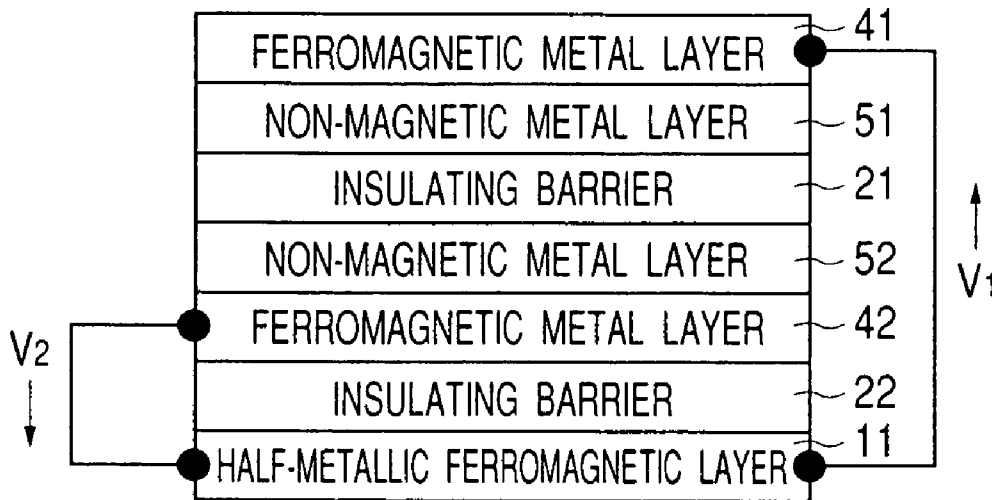 41
FERROMAGNETIC METAL LAYER
NON-MAGNETIC METAL LAYER 51
INSULATING BARRIER 21
NON-MAGNETIC METAL LAYER 52
V1
FERROMAGNETIC METAL LAYER 42
V2
INSULATING BARRIER 22
11
HALF-METALLIC FERROMAGNETIC LAYER